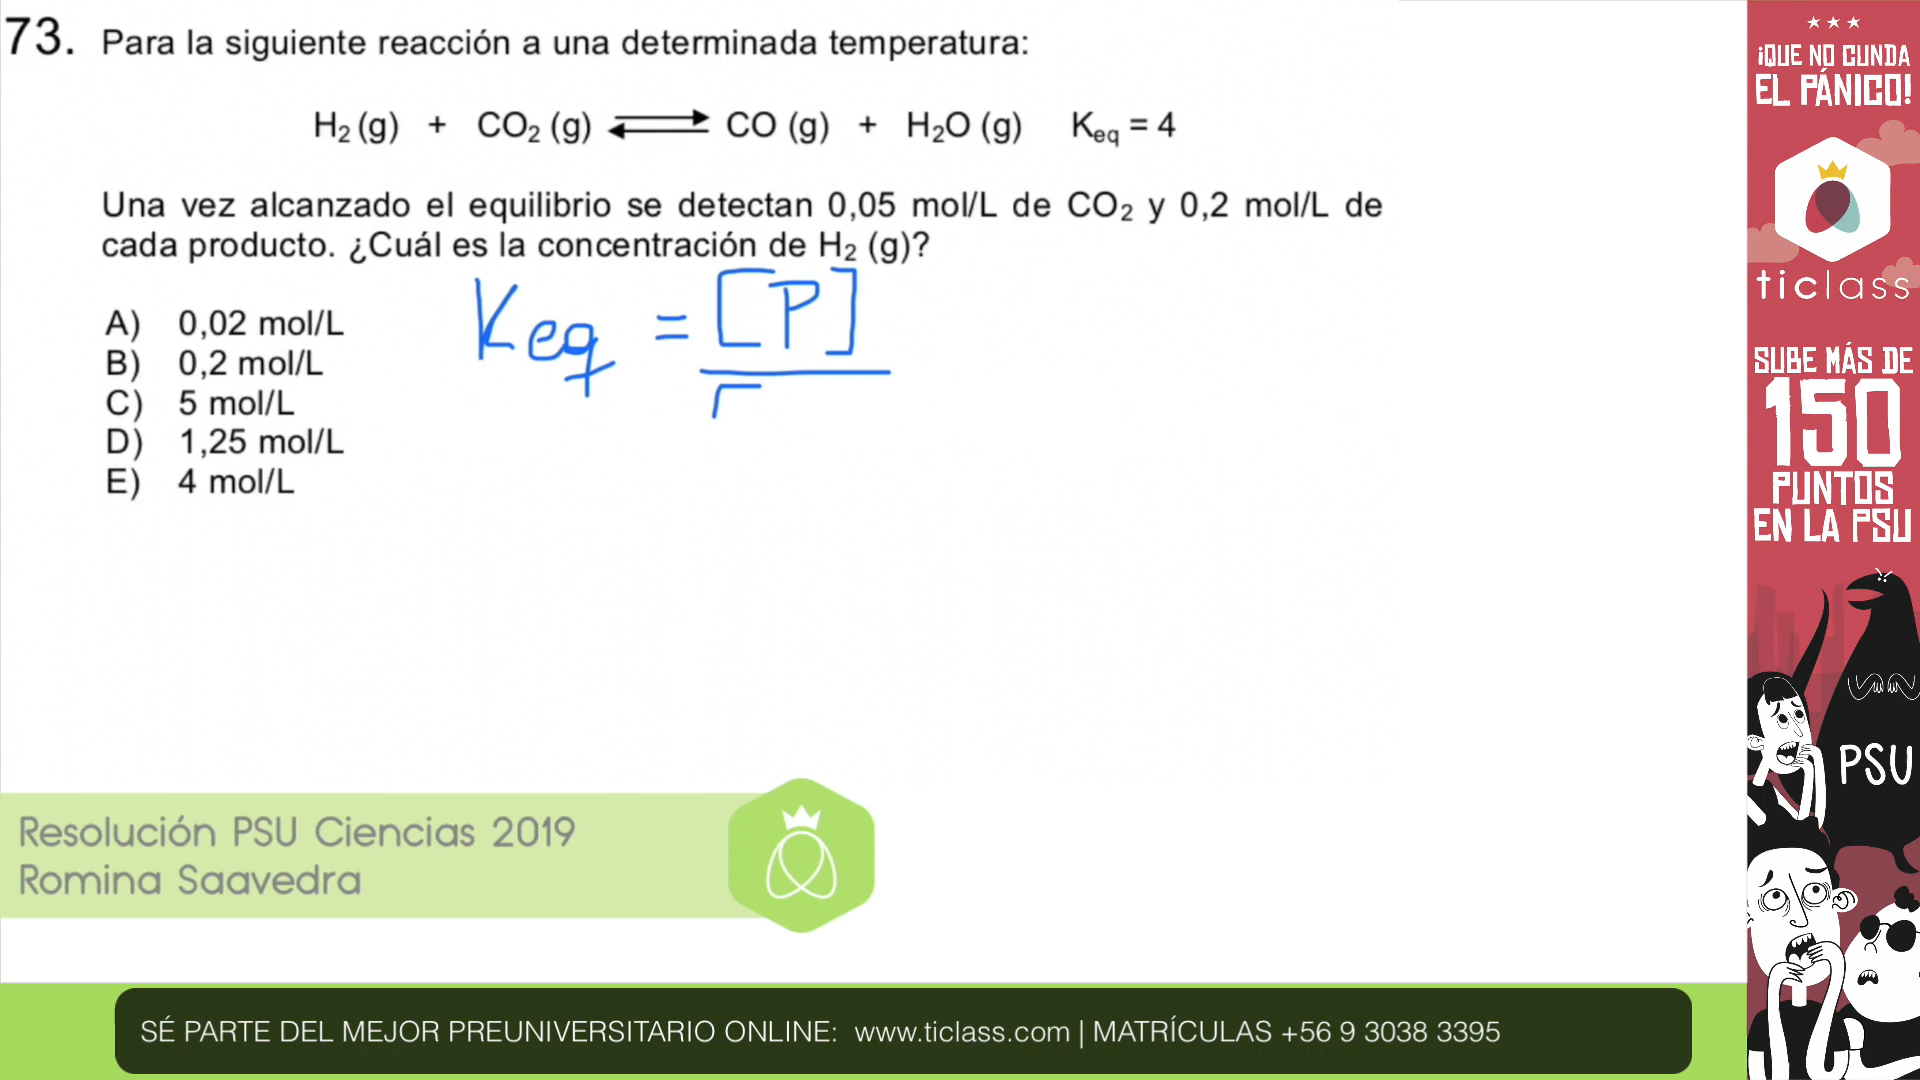 73. Para la siguiente reacción a una determinada temperatura:
H₂ (g) + CO₂ (g) ⇌ CO (g) + H₂O (g) Keq = 4
Una vez alcanzado el equilibrio se detectan 0,05 mol/L de CO₂ y 0,2 mol/L de
cada producto. ¿Cuál es la concentración de H₂ (g)?
A) 0,02 mol/L
B) 0,2 mol/L
C) 5 mol/L
D) 1,25 mol/L
E) 4 mol/L
Keq = [P]
Resolución PSU Ciencias 2019
Romina Saavedra
SÉ PARTE DEL MEJOR PREUNIVERSITARIO ONLINE: www.ticlass.com | MATRÍCULAS +56 9 3038 3395
¡QUE NO CUNDA
EL PÁNICO!
ticlass
SUBE MÁS DE
150
PUNTOS
EN LA PSU
PSU